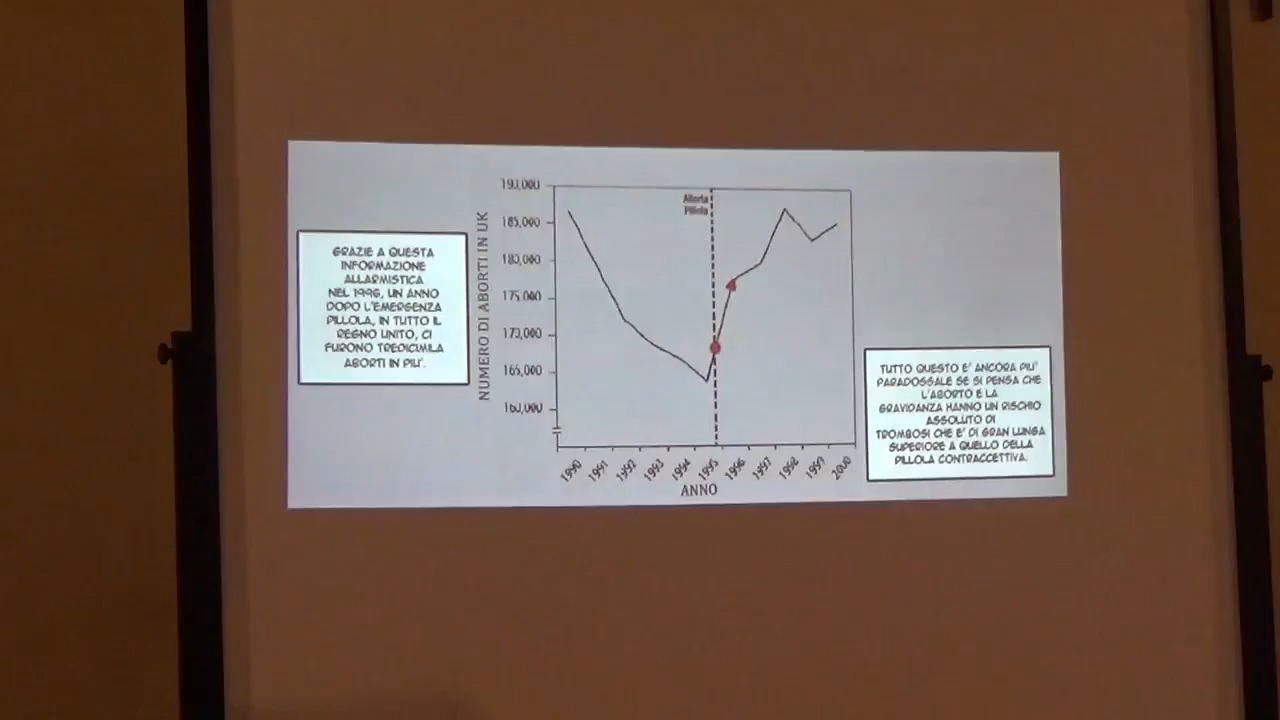 GRAZIE A QUESTA
INFORMAZIONE
ALLARMISTICA
NEL 1996, UN ANNO
DOPO L'EMERGENZA
PILLOLA, IN TUTTO IL
REGNO UNITO, CI
FURONO TREDICIMILA
ABORTI IN PIU'.
NUMERO DI ABORTI IN UK
190,000
185,000
180,000
175,000
170,000
165,000
160,000
Allerta
Pillola
1990
1991
1992
1993
1994
1995
1996
1997
1998
1999
2000
ANNO
TUTTO QUESTO E' ANCORA PIU'
PARADOSSALE SE SI PENSA CHE
L'ABORTO E LA
GRAVIDANZA HANNO UN RISCHIO
ASSOLUTO DI
TROMBOSI CHE E' DI GRAN LUNGA
SUPERIORE A QUELLO DELLA
PILLOLA CONTRACCETTIVA.